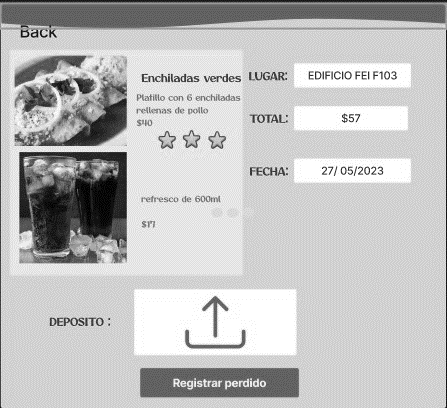 Back
Enchiladas verdes
Platillo con 6 enchiladas
rellenas de pollo
$40
refresco de 600ml
$17
LUGAR: EDIFICIO FEI F103
TOTAL: $57
FECHA: 27/ 05/2023
DEPOSITO :
Registrar perdido